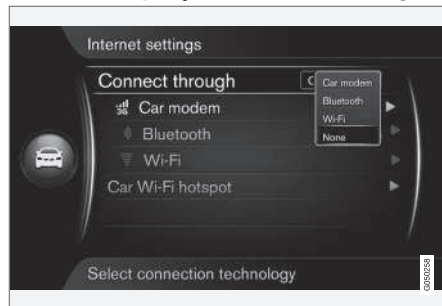 Internet settings
Connect through
Car modem
Bluetooth
Wi-Fi
None
3G Car modem
Bluetooth
Wi-Fi
Car Wi-Fi hotspot
Select connection technology
G050258